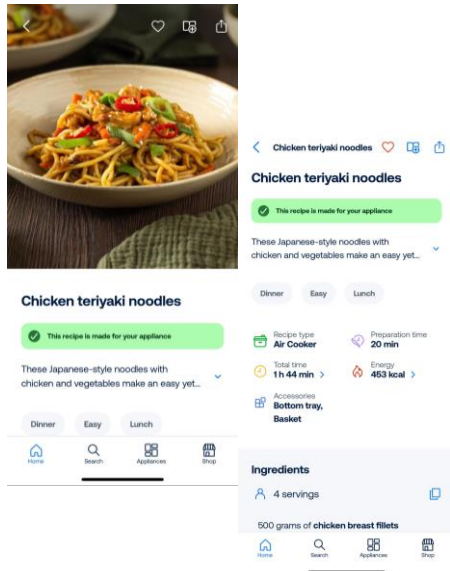 Chicken teriyaki noodles
This recipe is made for your appliance
These Japanese-style noodles with
chicken and vegetables make an easy yet...
Dinner Easy Lunch
Home Search Appliances Shop
Chicken teriyaki noodles
Chicken teriyaki noodles
This recipe is made for your appliance
These Japanese-style noodles with
chicken and vegetables make an easy yet...
Dinner Easy Lunch
Recipe type
Air Cooker
Preparation time
20 min
Total time
1 h 44 min
Energy
453 kcal
Accessories
Bottom tray,
Basket
Ingredients
4 servings
500 grams of chicken breast fillets
Home Search Appliances Shop